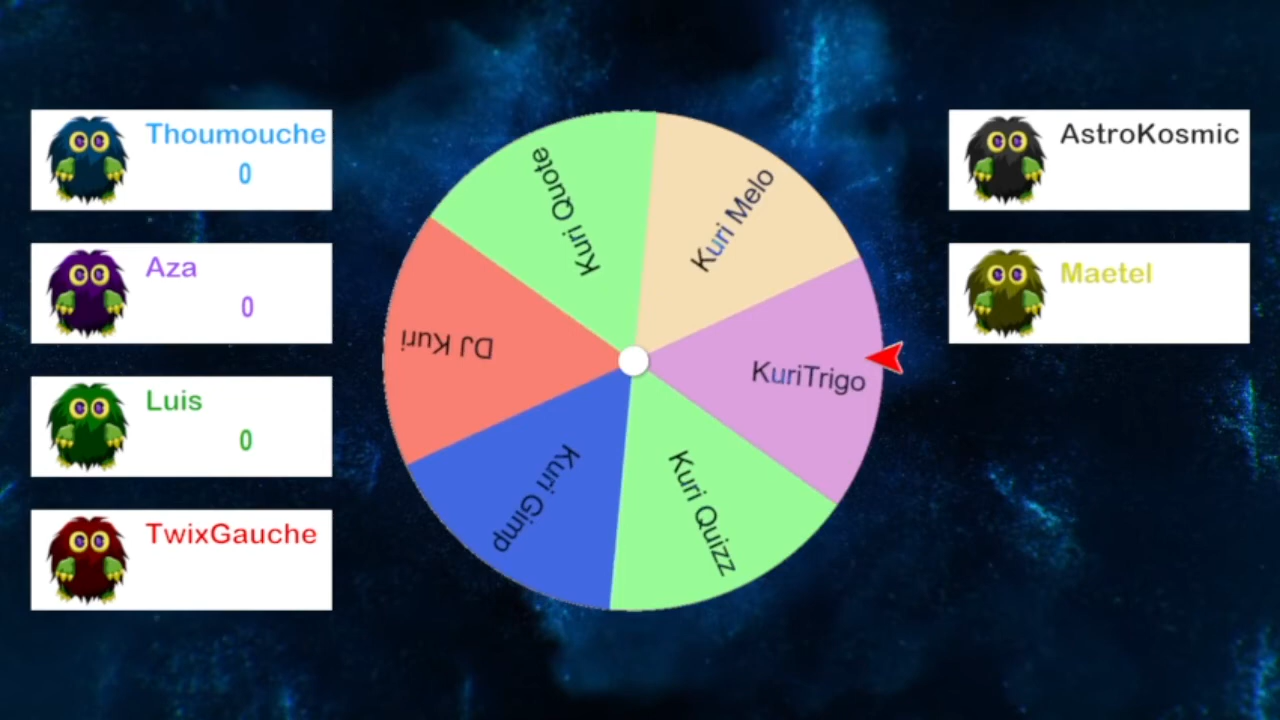 Thoumouche
0
Aza
0
Luis
0
TwixGauche
Kuri Quote
Kuri Melo
DJ Kuri
KuriTrigo
Kuri Gimp
Kuri Quizz
AstroKosmic
Maetel